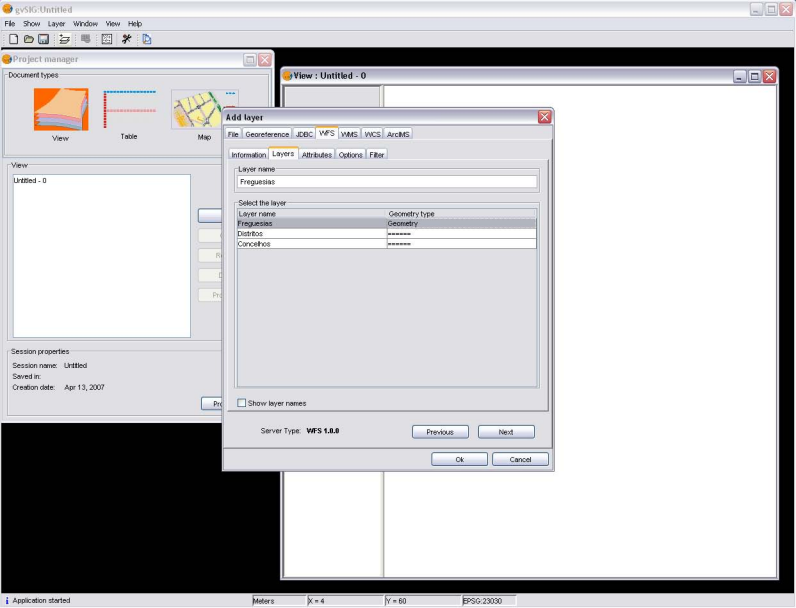 gvSIG:Untitled
File Show Layer Window View Help
Project manager
Document types
View
Table
Map
View
Untitled - 0
Session properties
Session name: Untitled
Saved in:
Creation date: Apr 13, 2007
View : Untitled - 0
Add layer
File Georeference JDBC WFS WMS WCS ArcIMS
Information Layers Attributes Options Filter
Layer name
Freguesias
Select the layer
Layer name Geometry type
Freguesias Geometry
Distritos ======
Concelhos ======
Show layer names
Server Type: WFS 1.0.0
Previous Next
Ok Cancel
Application started
Meters X = 4 Y = 60 EPSG:23030